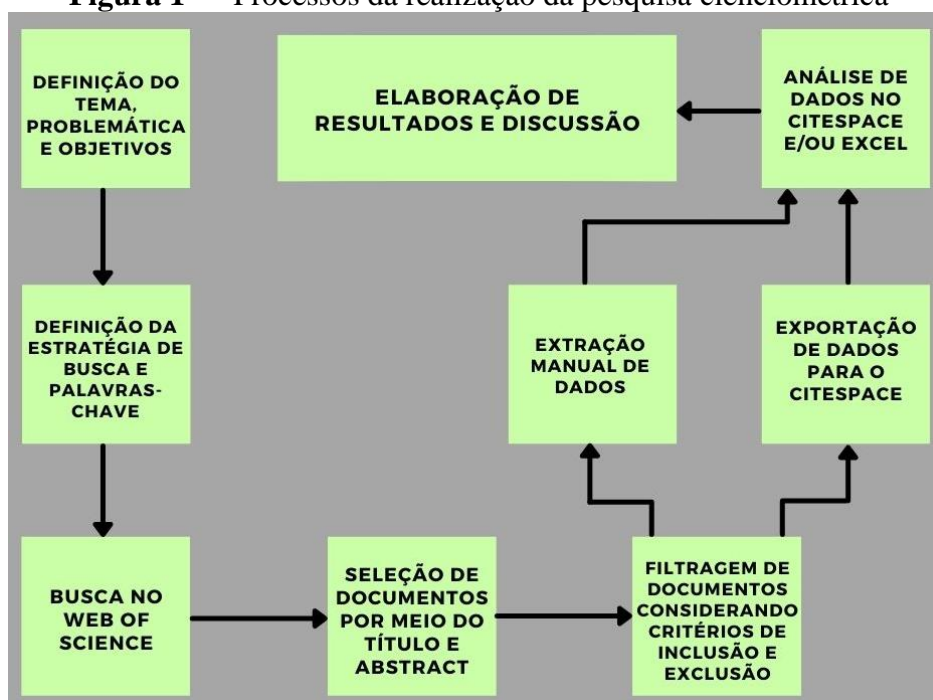 Figura 1 — Processos da realização da pesquisa cienciométrica
DEFINIÇÃO DO
TEMA,
PROBLEMÁTICA
E OBJETIVOS
ELABORAÇÃO DE
RESULTADOS E DISCUSSÃO
ANÁLISE DE
DADOS NO
CITESPACE
E/OU EXCEL
DEFINIÇÃO DA
ESTRATÉGIA DE
BUSCA E
PALAVRAS-
CHAVE
EXTRAÇÃO
MANUAL DE
DADOS
EXPORTAÇÃO
DE DADOS
PARA O
CITESPACE
BUSCA NO
WEB OF
SCIENCE
SELEÇÃO DE
DOCUMENTOS
POR MEIO DO
TÍTULO E
ABSTRACT
FILTRAGEM DE
DOCUMENTOS
CONSIDERANDO
CRITÉRIOS DE
INCLUSÃO E
EXCLUSÃO